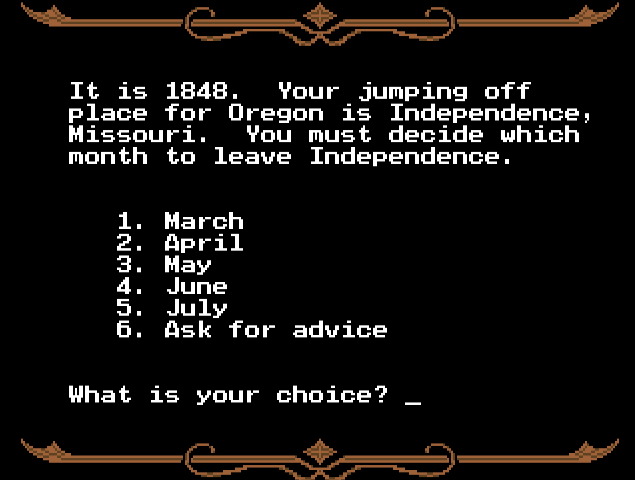 It is 1848.  Your jumping off
place for Oregon is Independence,
Missouri.  You must decide which
month to leave Independence.
1. March
2. April
3. May
4. June
5. July
6. Ask for advice
What is your choice? _